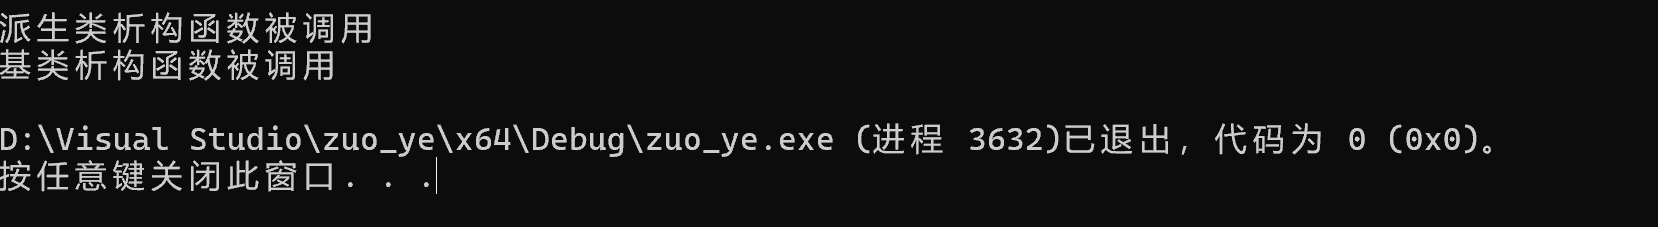 派生类析构函数被调用
基类析构函数被调用
D:\Visual Studio\zuo_ye\x64\Debug\zuo_ye.exe (进程 3632)已退出，代码为 0 (0x0)。
按任意键关闭此窗口. . .